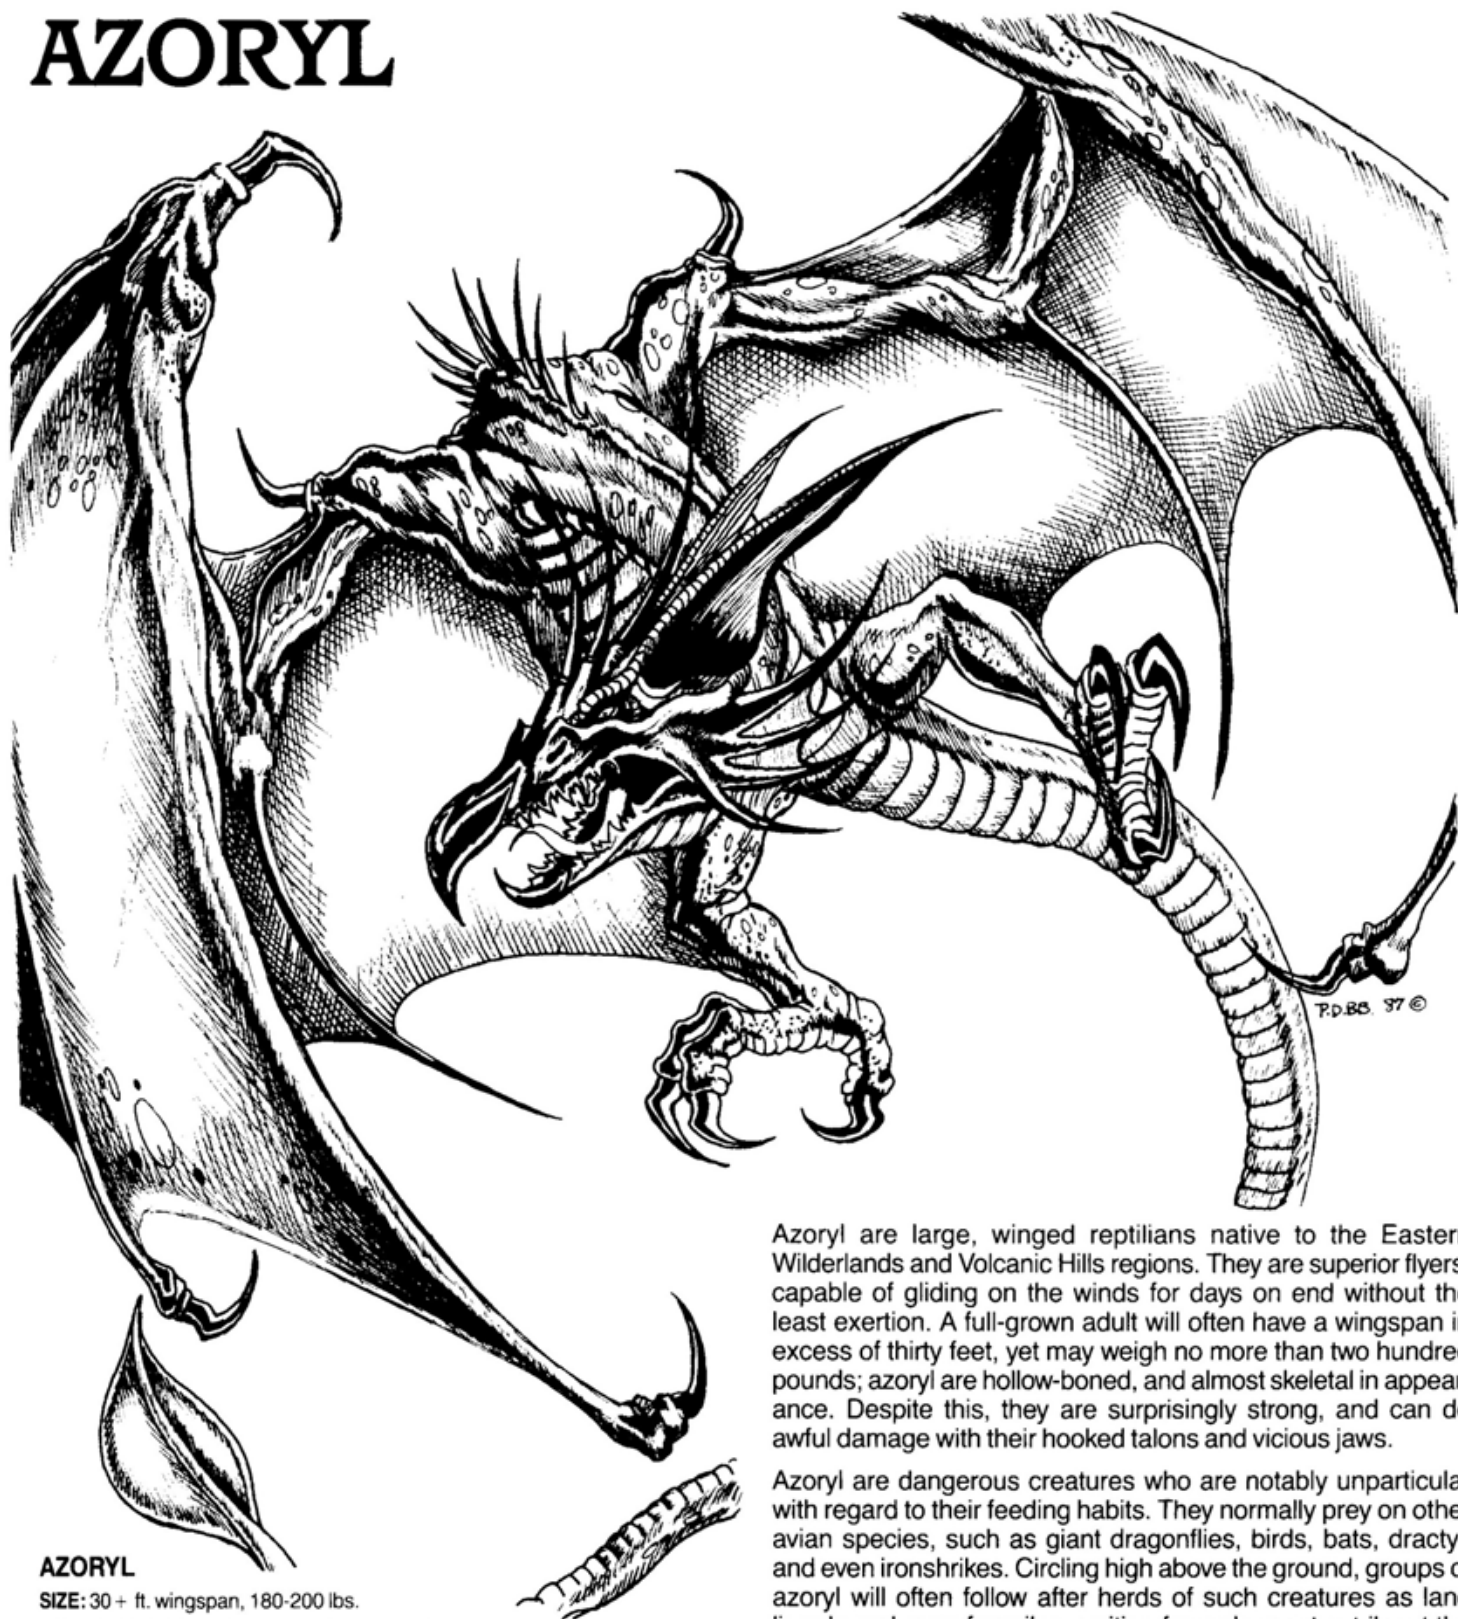 AZORYL
P.D.BB. '87 ©
Azoryl are large, winged reptilians native to the Easter
Wilderlands and Volcanic Hills regions. They are superior flyers
capable of gliding on the winds for days on end without th
least exertion. A full-grown adult will often have a wingspan i
excess of thirty feet, yet may weigh no more than two hundre
pounds; azoryl are hollow-boned, and almost skeletal in appear
ance. Despite this, they are surprisingly strong, and can d
awful damage with their hooked talons and vicious jaws.
Azoryl are dangerous creatures who are notably unparticula
with regard to their feeding habits. They normally prey on othe
avian species, such as giant dragonflies, birds, bats, dracty
and even ironshrikes. Circling high above the ground, groups o
azoryl will often follow after herds of such creatures as lan
AZORYL
SIZE: 30 + ft. wingspan, 180-200 lbs.